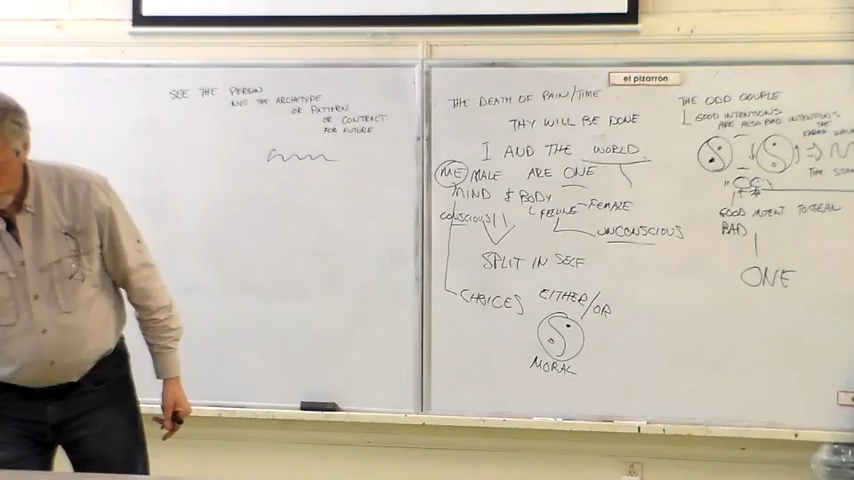 SEE THE PERSON
NOT THE ARCHETYPE
OR PATTERN
OR CONTRACT
FOR FUTURE
el pizarrón
THE DEATH OF PAIN/TIME
THY WILL BE DONE
I AND THE WORLD
ME MALE ARE ONE
MIND & BODY
FEELING - FEMALE
CONSCIOUS
UNCONSCIOUS
SPLIT IN SELF
CHOICES EITHER/OR
MORAL
THE ODD COUPLE
GOOD INTENTIONS
ARE ALSO BAD INTENTIONS
THE
THE
GOOD INTENT TO
BAD
ONE